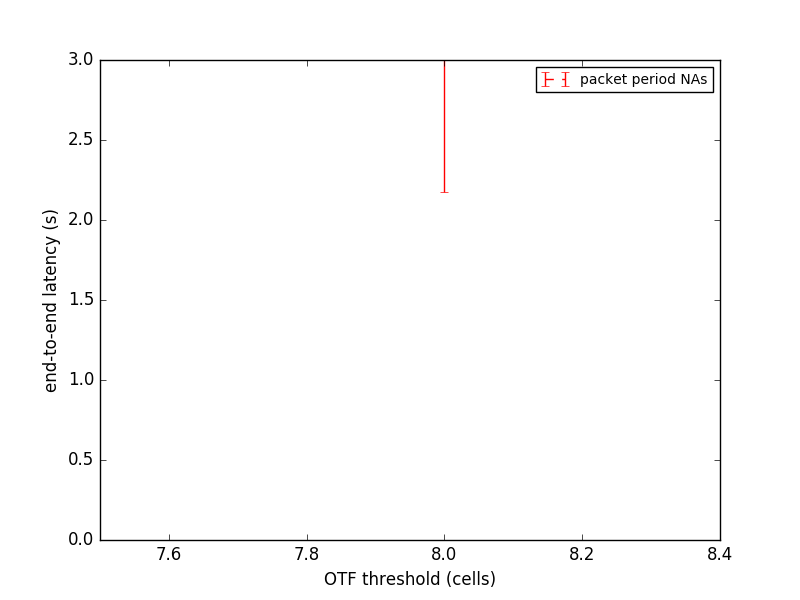 3.0
packet period NAs
2.5
2.0
1.5
1.0
0.5
0.0
end-to-end latency (s)
7.6 7.8 8.0 8.2 8.4
OTF threshold (cells)